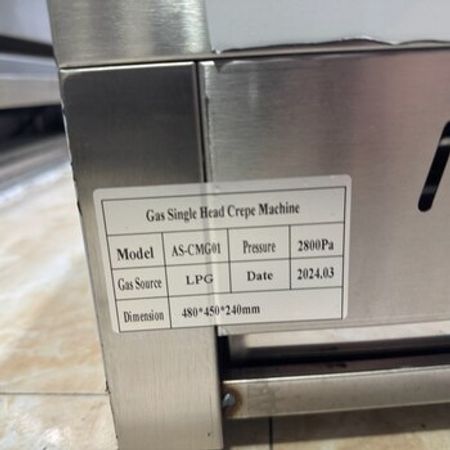 Gas Single Head Crepe Machine
Model AS-CMG01 Pressure 2800Pa
Gas Source LPG Date 2024.03
Dimension 480*450*240mm